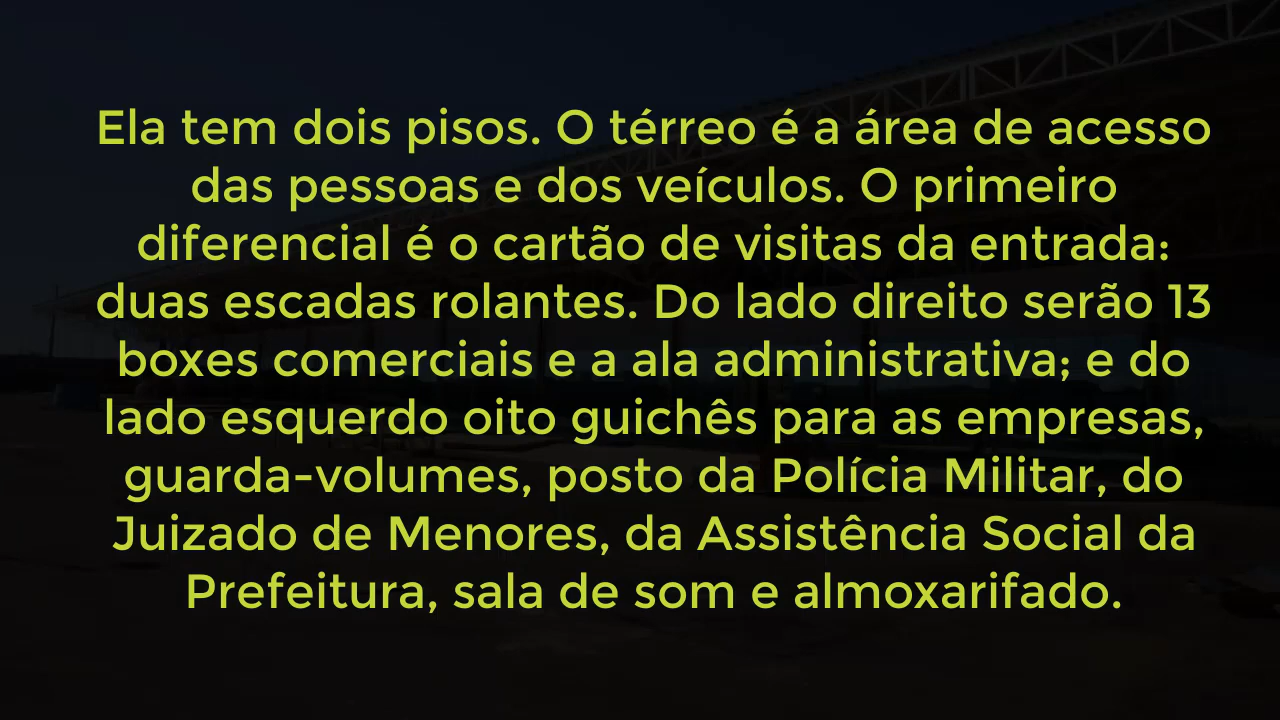 Ela tem dois pisos. O térreo é a área de acesso
das pessoas e dos veículos. O primeiro
diferencial é o cartão de visitas da entrada:
duas escadas rolantes. Do lado direito serão 13
boxes comerciais e a ala administrativa; e do
lado esquerdo oito guichês para as empresas,
guarda-volumes, posto da Polícia Militar, do
Juizado de Menores, da Assistência Social da
Prefeitura, sala de som e almoxarifado.